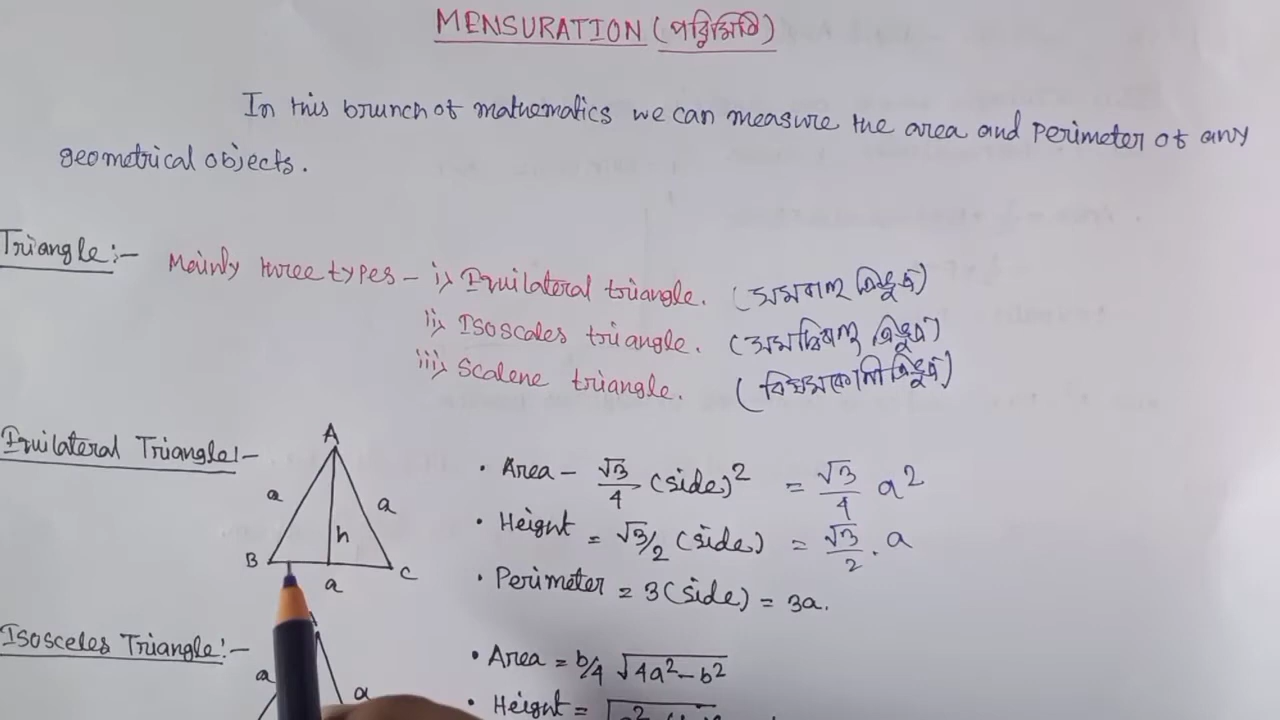 MENSURATION (পরিমিতি)
In this brunch of mathematics we can measure the area and perimeter of any
geometrical objects.
Triangle:- Mainly three types - i) Equilateral triangle. (সমবাহু ত্রিভুজ)
ii) Isoscales triangle. (সমদ্বিবাহু ত্রিভুজ)
iii) Scalene triangle. (বিষমকোণী ত্রিভুজ)
Equilateral Triangle:-
A
a
a
h
B
a
C
• Area - √3/4 (side)² = √3/4 a²
• Height = √3/2 (side) = √3/2 . a
• Perimeter = 3(side) = 3a.
Isosceles Triangle:-
a
a
• Area = b/4 √4a²-b²
• Height =